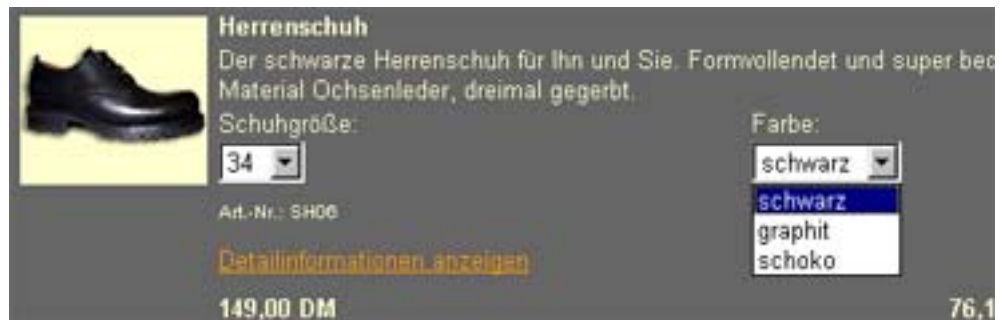 Herrenschuh
Der schwarze Herrenschuh für Ihn und Sie. Formvollendet und super bec
Material Ochsenleder, dreimal gegerbt.
Schuhgröße: Farbe:
34 schwarz
schwarz
Art.-Nr.: SH06
graphit
Detailinformationen anzeigen schoko
149,00 DM 76,1